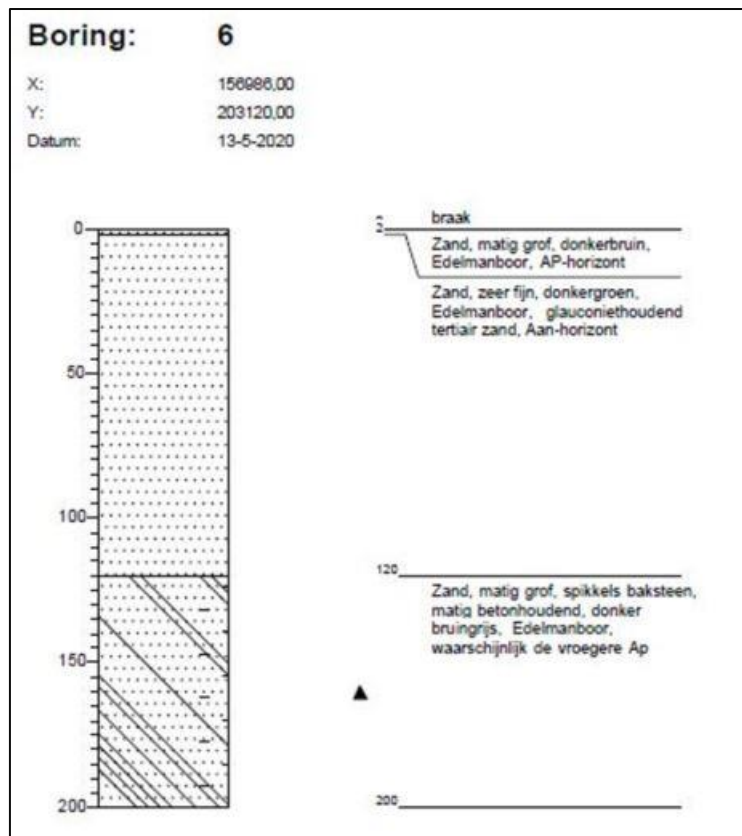 Boring: 6
X: 156986,00
Y: 203120,00
Datum: 13-5-2020
0
braak
2
Zand, matig grof, donkerbruin,
Edelmanboor, AP-horizont
Zand, zeer fijn, donkergroen,
Edelmanboor, glauconiethoudend
tertiair zand, Aan-horizont
50
100
120
Zand, matig grof, spikkels baksteen,
matig betonhoudend, donker
bruingrijs, Edelmanboor,
waarschijnlijk de vroegere Ap
150
200
200